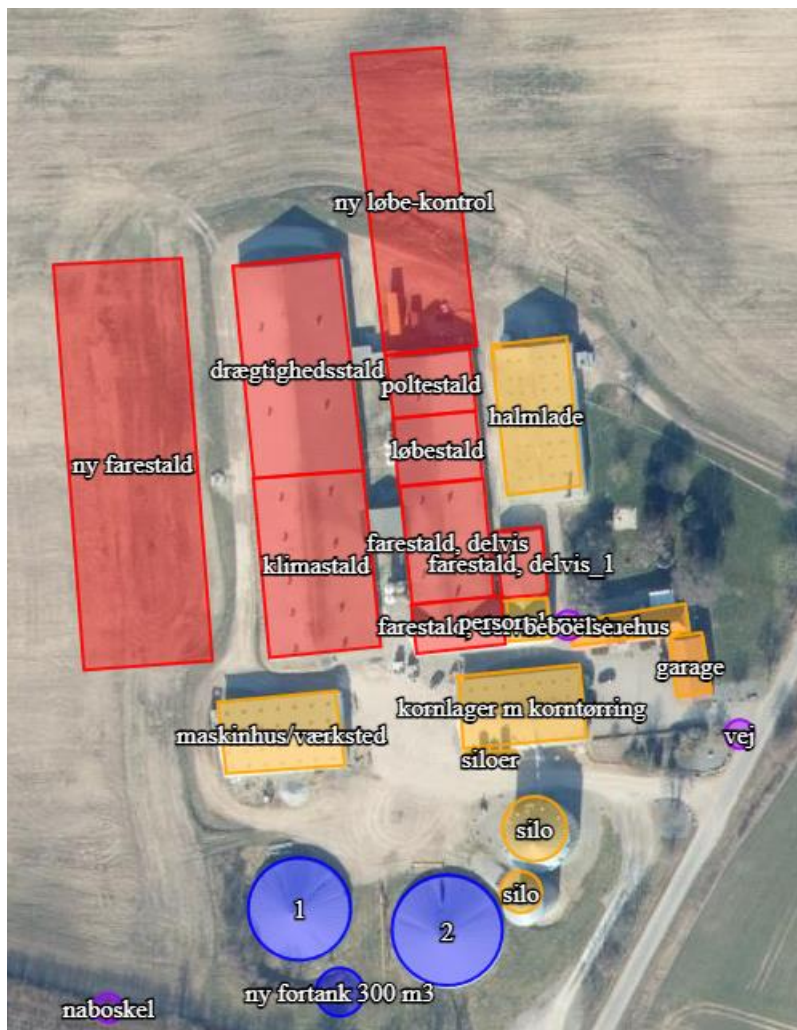 ny løbe-kontrol
drægtighedsstald
poltestald
halmlade
løbestald
ny farestald
farestald, delvis
klimastald
farestald, delvis_1
farestald,
garage
kornlager m korntørring
vej
maskinhus/værksted
siloer
silo
silo
1
2
ny fortank 300 m3
naboskel